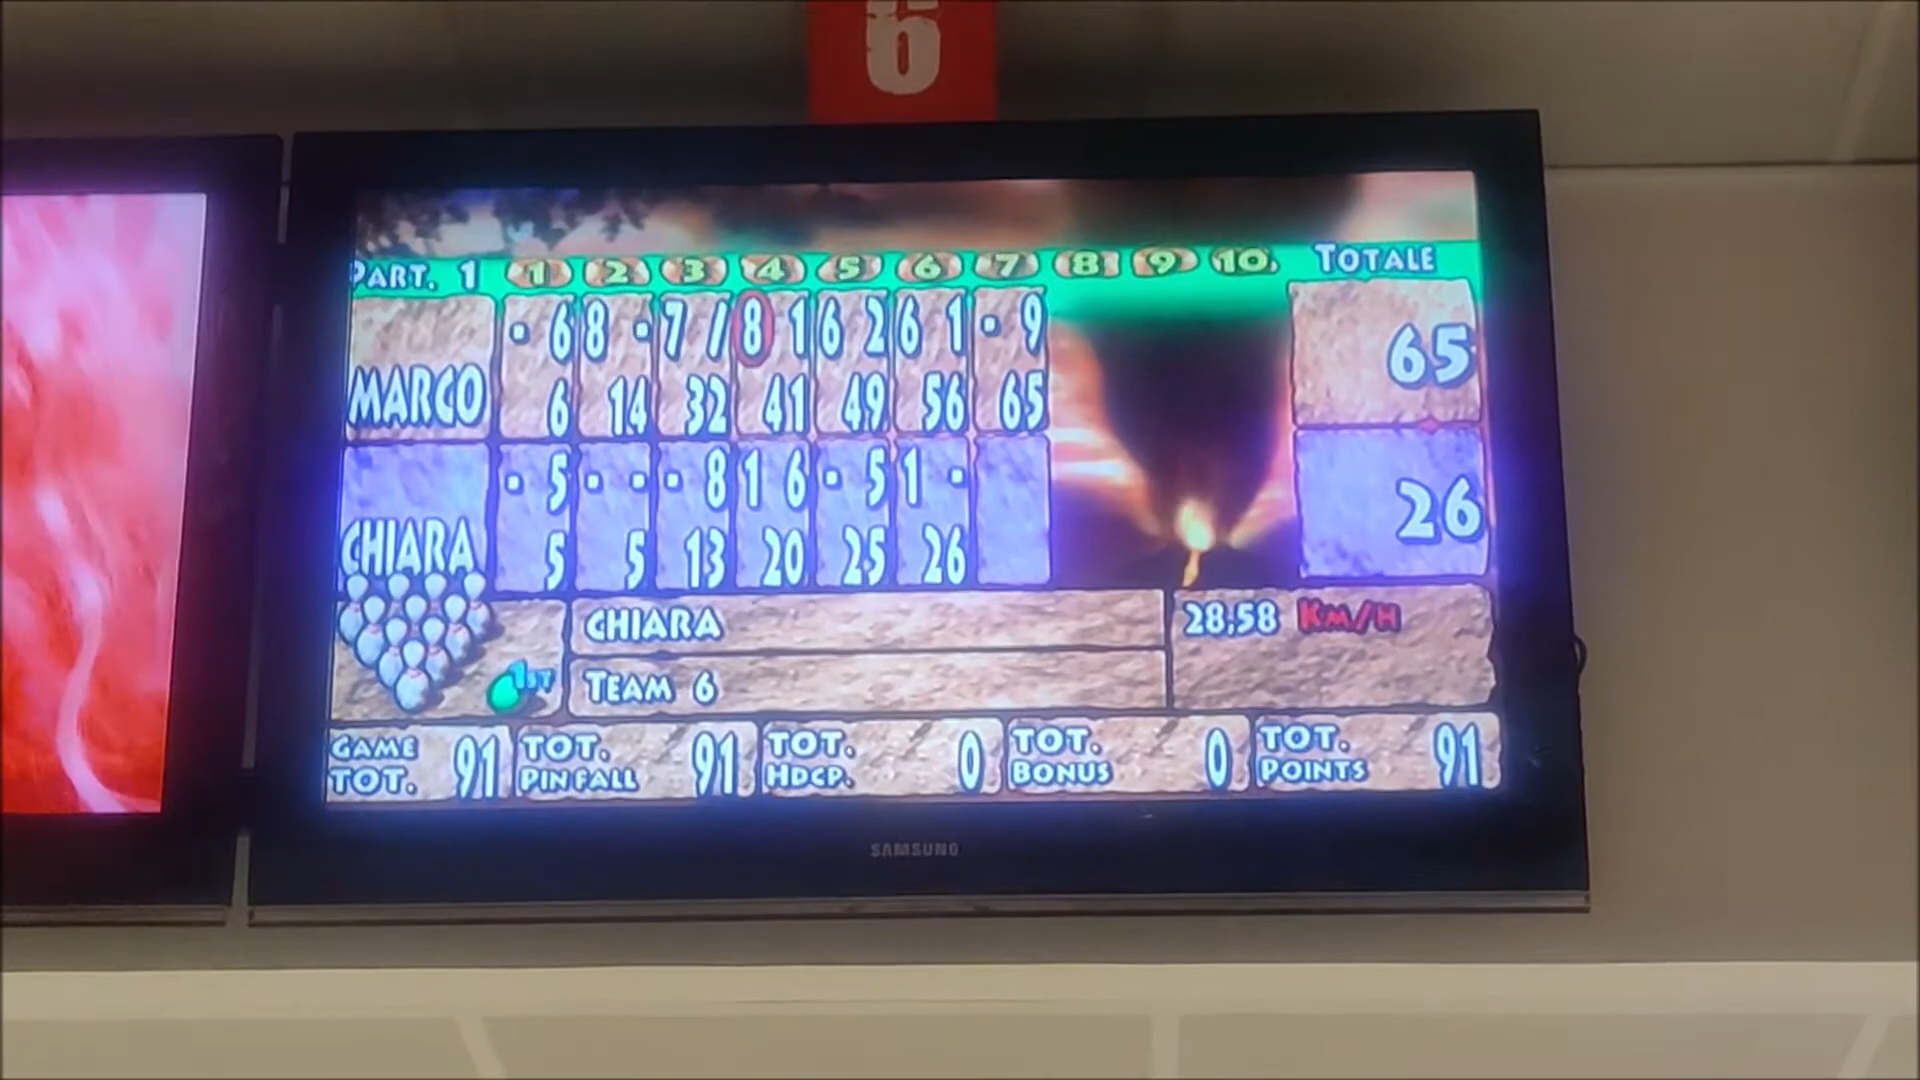 6
PART. 1 1 2 3 4 5 6 7 8 9 10. TOTALE
· 6 8 · 7 / 8 1 6 2 6 1 · 9
MARCO 6 14 32 41 49 56 65 65
· 5 · · · 8 1 6 · 5 1 ·
CHIARA 5 5 13 20 25 26 26
CHIARA 28,58 KM/H
1ST TEAM 6
GAME TOT. 91 TOT. PINFALL 91 TOT. HDCP. 0 TOT. BONUS 0 TOT. POINTS 91
SAMSUNG